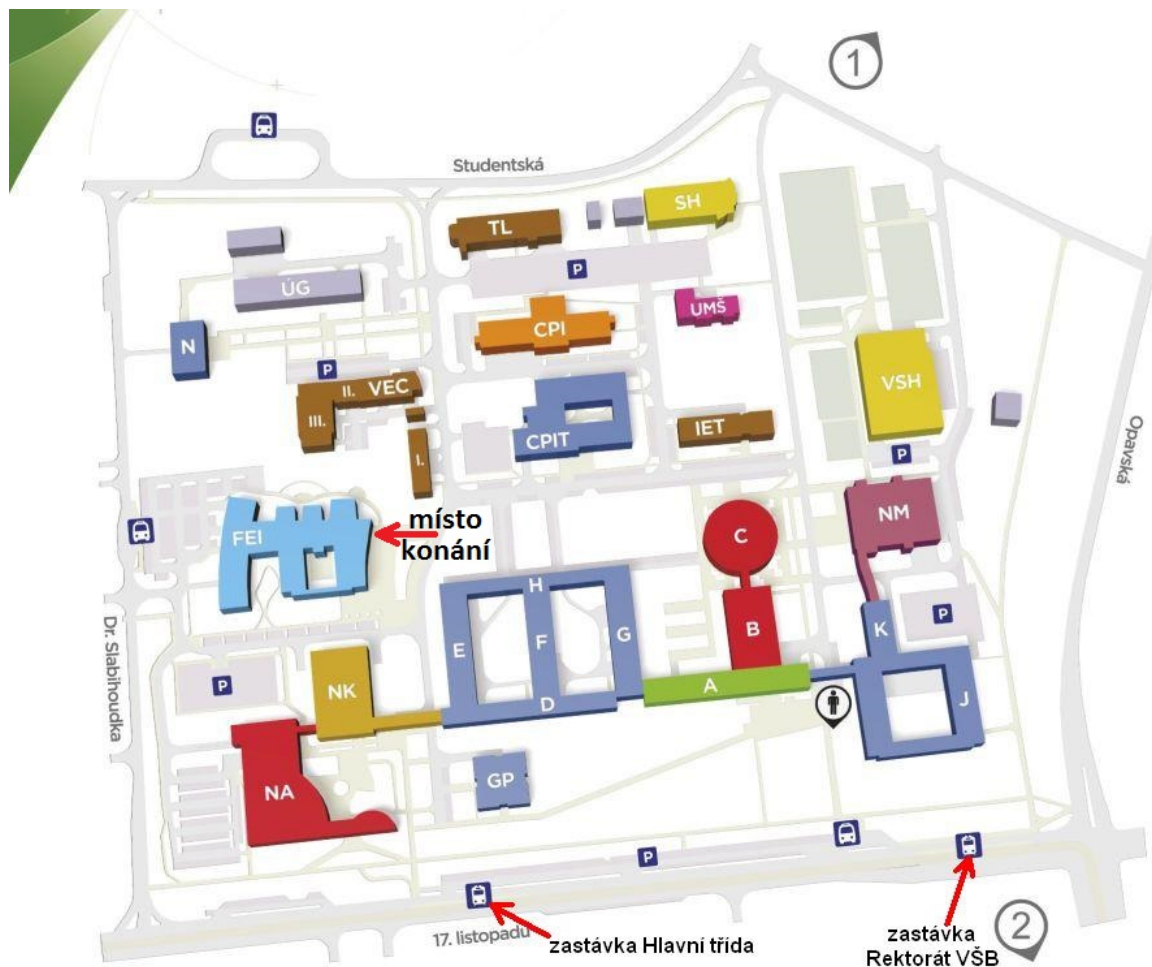 1
Studentská
SH
TL
P
ÚG
UMŠ
CPI
N
P
VSH
II. VEC
III.
CPIT
IET
I.
P
Opavská
NM
místo
konání
FEI
C
H
P
K
E
F
G
B
Dr. Slabihoudka
P
NK
A
D
J
GP
NA
P
17. listopadu
zastávka Hlavní třída
zastávka
Rektorát VŠB
2